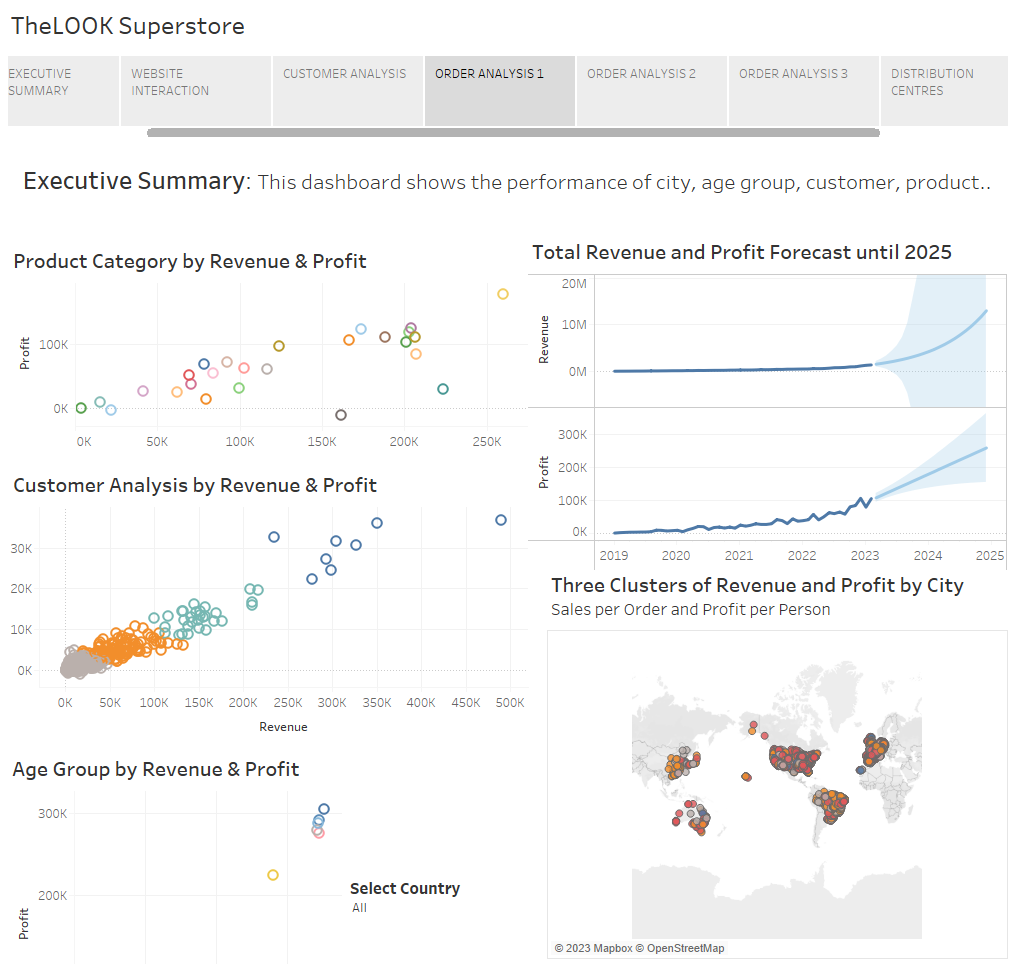 TheLOOK Superstore
EXECUTIVE
SUMMARY
WEBSITE
INTERACTION
CUSTOMER ANALYSIS
ORDER ANALYSIS 1
ORDER ANALYSIS 2
ORDER ANALYSIS 3
DISTRIBUTION
CENTRES
Executive Summary: This dashboard shows the performance of city, age group, customer, product..
Product Category by Revenue & Profit
Profit
100K
0K
0K 50K 100K 150K 200K 250K
Total Revenue and Profit Forecast until 2025
Revenue
20M
10M
0M
Profit
300K
200K
100K
0K
2019 2020 2021 2022 2023 2024 2025
Customer Analysis by Revenue & Profit
30K
20K
10K
0K
0K 50K 100K 150K 200K 250K 300K 350K 400K 450K 500K
Revenue
Three Clusters of Revenue and Profit by City
Sales per Order and Profit per Person
© 2023 Mapbox © OpenStreetMap
Age Group by Revenue & Profit
Profit
300K
200K
Select Country
All